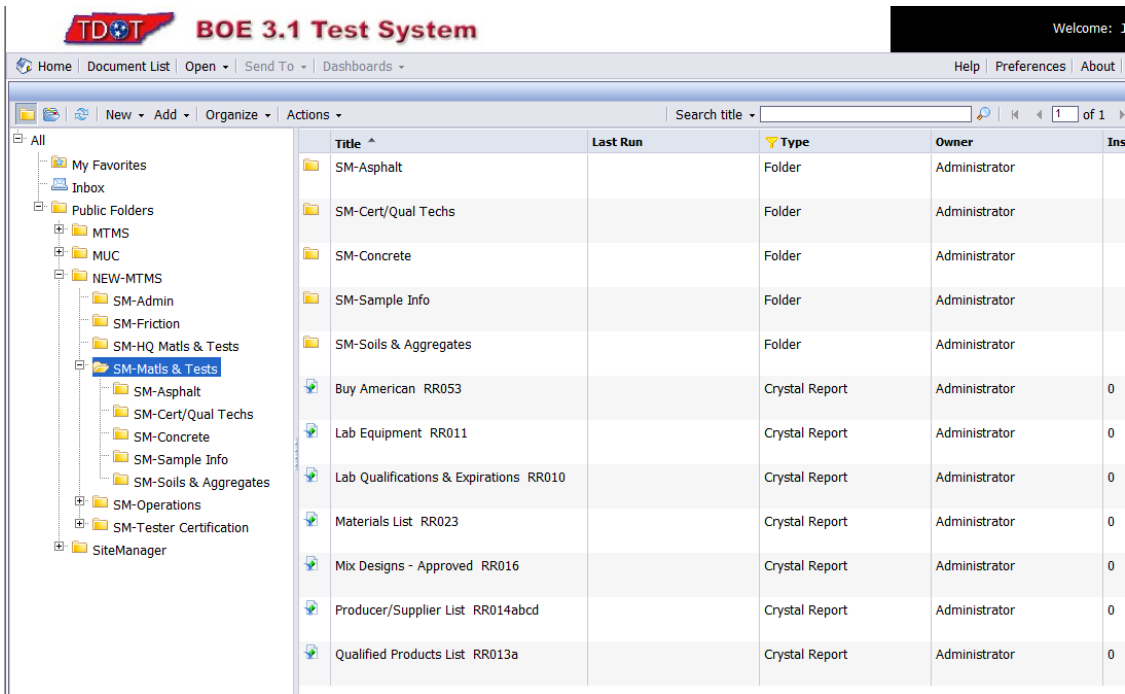 TDOT BOE 3.1 Test System Welcome:
Home Document List Open Send To Dashboards Help Preferences About
New Add Organize Actions Search title 1 of 1
All
My Favorites
Inbox
Public Folders
MTMS
MUC
NEW-MTMS
SM-Admin
SM-Friction
SM-HQ Matls & Tests
SM-Matls & Tests
SM-Asphalt
SM-Cert/Qual Techs
SM-Concrete
SM-Sample Info
SM-Soils & Aggregates
SM-Operations
SM-Tester Certification
SiteManager
Title Last Run Type Owner Ins
SM-Asphalt Folder Administrator
SM-Cert/Qual Techs Folder Administrator
SM-Concrete Folder Administrator
SM-Sample Info Folder Administrator
SM-Soils & Aggregates Folder Administrator
Buy American RR053 Crystal Report Administrator 0
Lab Equipment RR011 Crystal Report Administrator 0
Lab Qualifications & Expirations RR010 Crystal Report Administrator 0
Materials List RR023 Crystal Report Administrator 0
Mix Designs - Approved RR016 Crystal Report Administrator 0
Producer/Supplier List RR014abcd Crystal Report Administrator 0
Qualified Products List RR013a Crystal Report Administrator 0